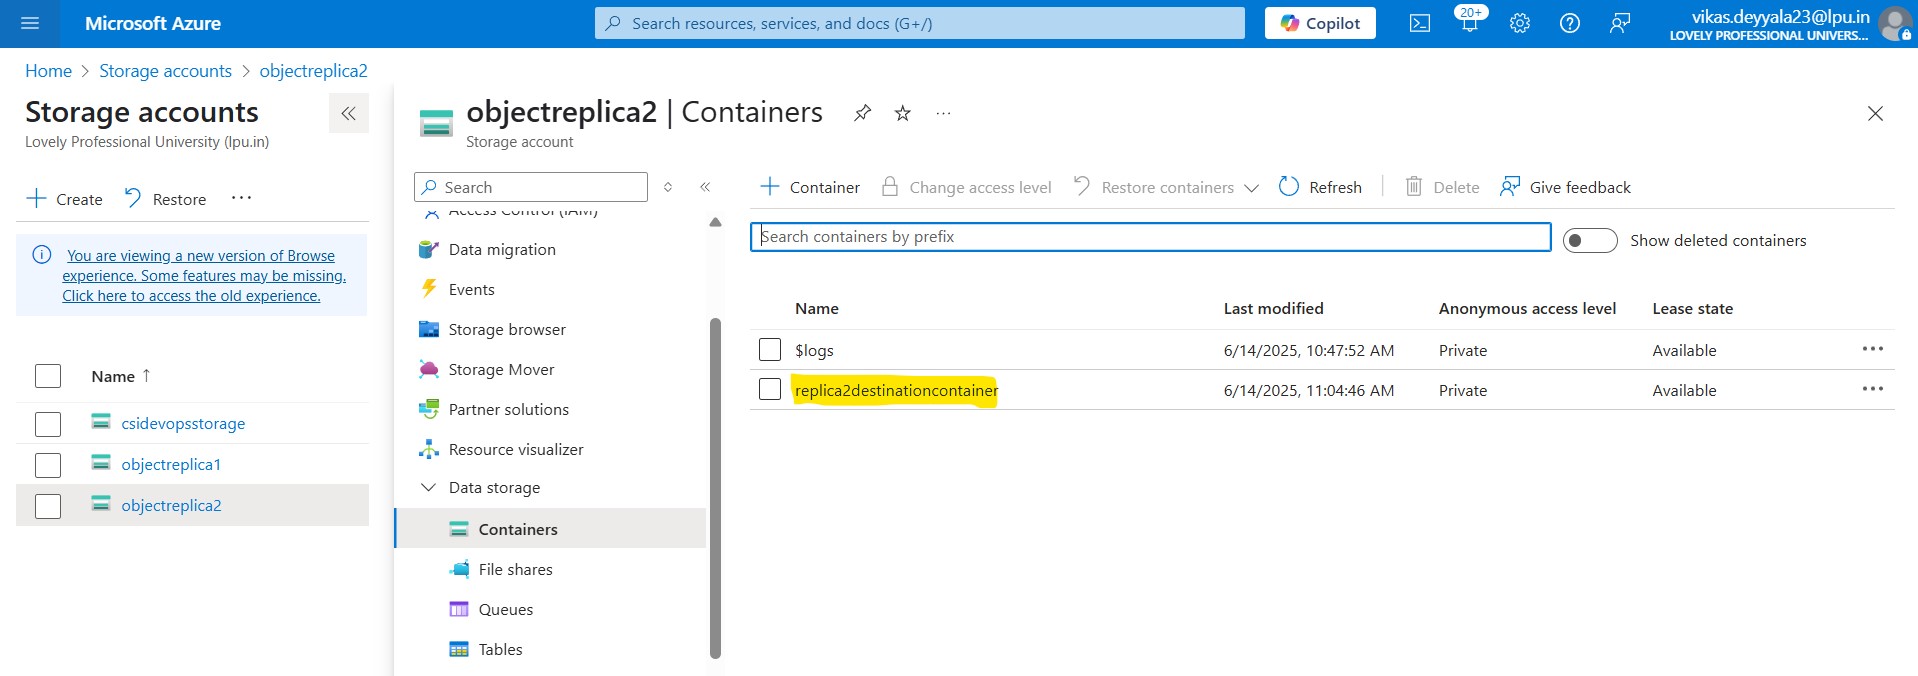 Microsoft Azure
Search resources, services, and docs (G+/)
Copilot
20+
vikas.deyyala23@lpu.in
LOVELY PROFESSIONAL UNIVERS...
Home > Storage accounts > objectreplica2
Storage accounts
Lovely Professional University (lpu.in)
Create Restore ...
You are viewing a new version of Browse
experience. Some features may be missing.
Click here to access the old experience.
Name ↑
csidevopsstorage
objectreplica1
objectreplica2
objectreplica2 | Containers
Storage account
Search
Access Control (IAM)
Data migration
Events
Storage browser
Storage Mover
Partner solutions
Resource visualizer
Data storage
Containers
File shares
Queues
Tables
Container Change access level Restore containers Refresh Delete Give feedback
Search containers by prefix
Show deleted containers
Name Last modified Anonymous access level Lease state
$logs 6/14/2025, 10:47:52 AM Private Available
replica2destinationcontainer 6/14/2025, 11:04:46 AM Private Available